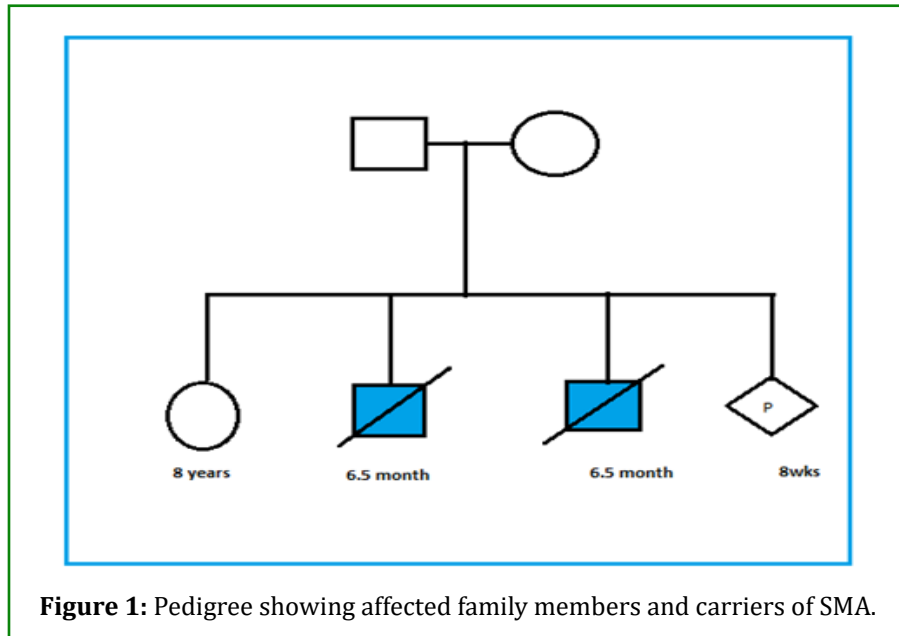 P
8 years
6.5 month
6.5 month
8wks
Figure 1: Pedigree showing affected family members and carriers of SMA.